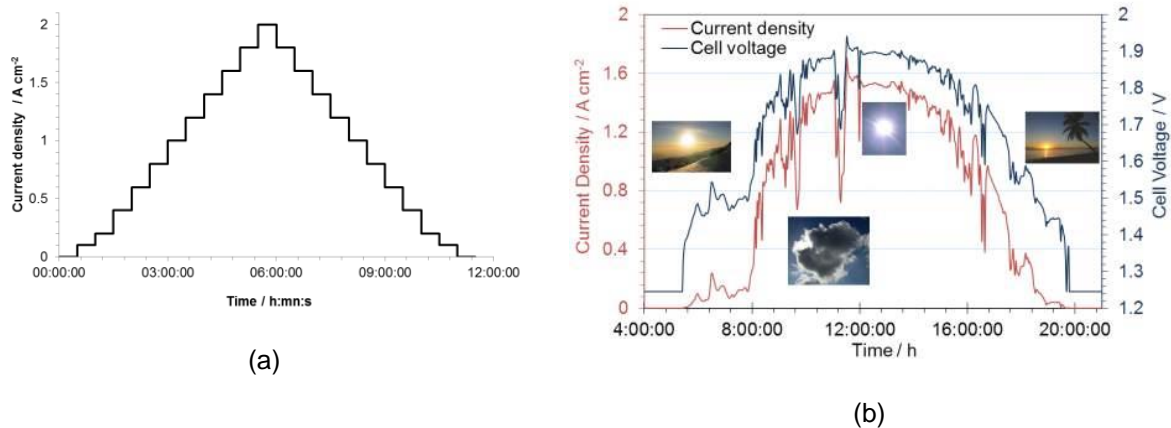 2
1.5
1
0.5
0
Current density / A cm-2
00:00:00 03:00:00 06:00:00 09:00:00 12:00:00
Time / h:mn:s
(a)
Current density
Cell voltage
2
1.6
1.2
0.8
0.4
0
Current Density / A cm-2
2
1.9
1.8
1.7
1.6
1.5
1.4
1.3
1.2
Cell Voltage / V
4:00:00 8:00:00 12:00:00 16:00:00 20:00:00
Time / h
(b)